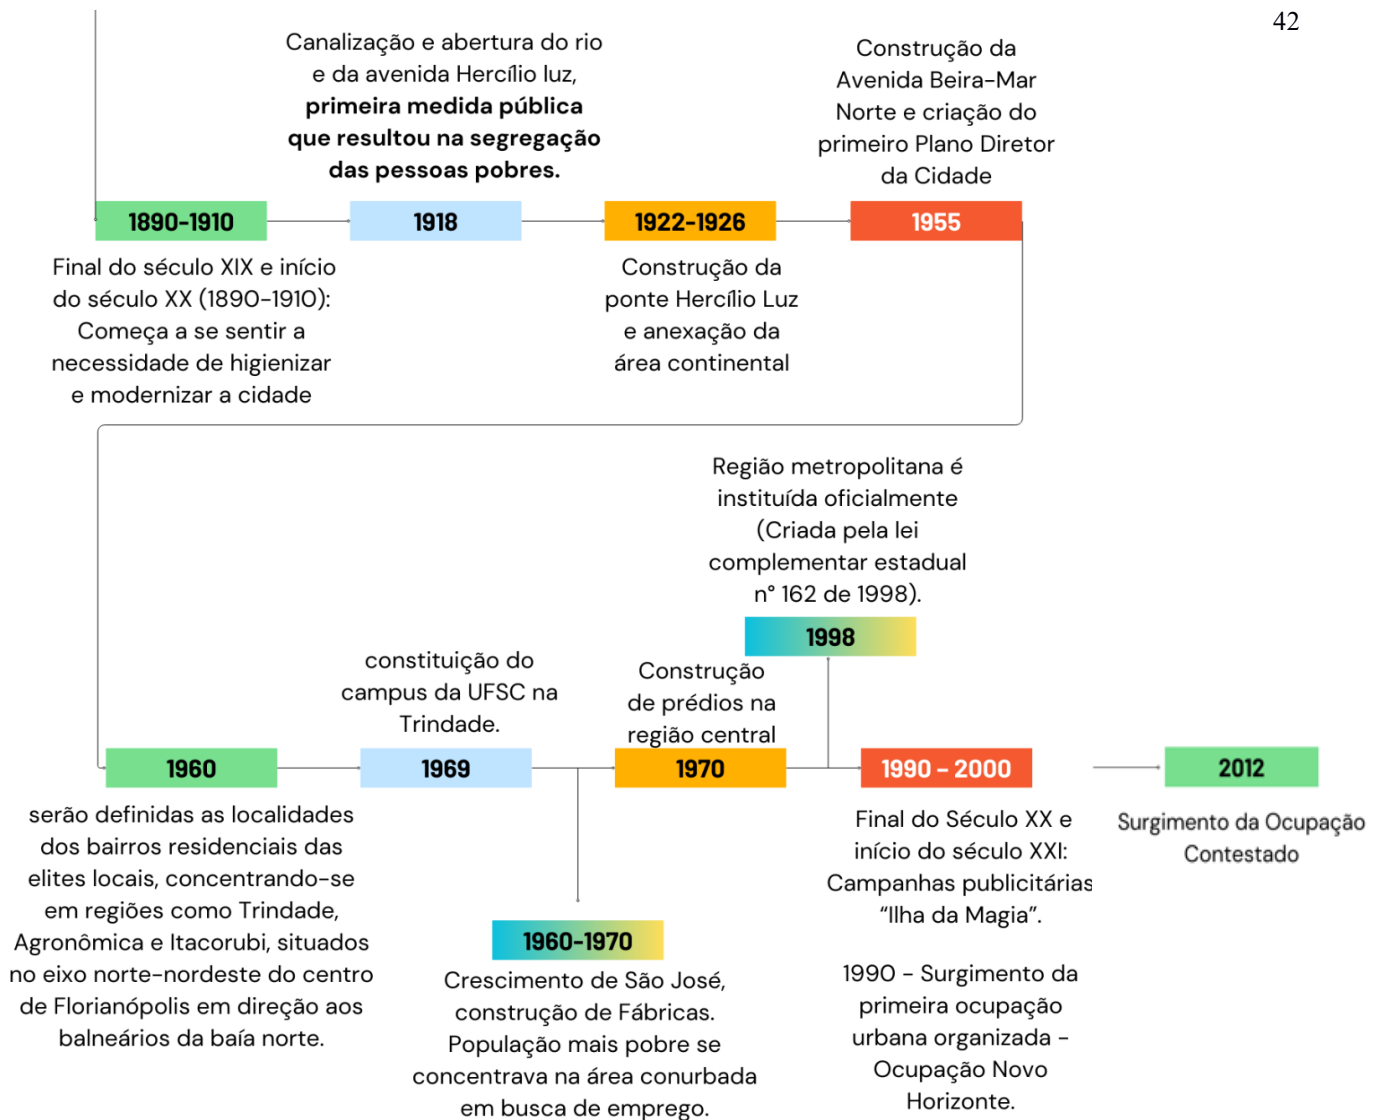 42
Canalização e abertura do rio
e da avenida Hercílio luz,
primeira medida pública
que resultou na segregação
das pessoas pobres.
Construção da
Avenida Beira-Mar
Norte e criação do
primeiro Plano Diretor
da Cidade
1890-1910
1918
1922-1926
1955
Final do século XIX e início
do século XX (1890-1910):
Começa a se sentir a
necessidade de higienizar
e modernizar a cidade
Construção da
ponte Hercílio Luz
e anexação da
área continental
Região metropolitana é
instituída oficialmente
(Criada pela lei
complementar estadual
n° 162 de 1998).
1998
constituição do
campus da UFSC na
Trindade.
Construção
de prédios na
região central
1960
1969
1970
1990 - 2000
2012
serão definidas as localidades
dos bairros residenciais das
elites locais, concentrando-se
em regiões como Trindade,
Agronômica e Itacorubi, situados
no eixo norte-nordeste do centro
de Florianópolis em direção aos
balneários da baía norte.
1960-1970
Crescimento de São José,
construção de Fábricas.
População mais pobre se
concentrava na área conurbada
em busca de emprego.
Final do Século XX e
início do século XXI:
Campanhas publicitárias
“Ilha da Magia”.
1990 - Surgimento da
primeira ocupação
urbana organizada -
Ocupação Novo
Horizonte.
Surgimento da Ocupação
Contestado